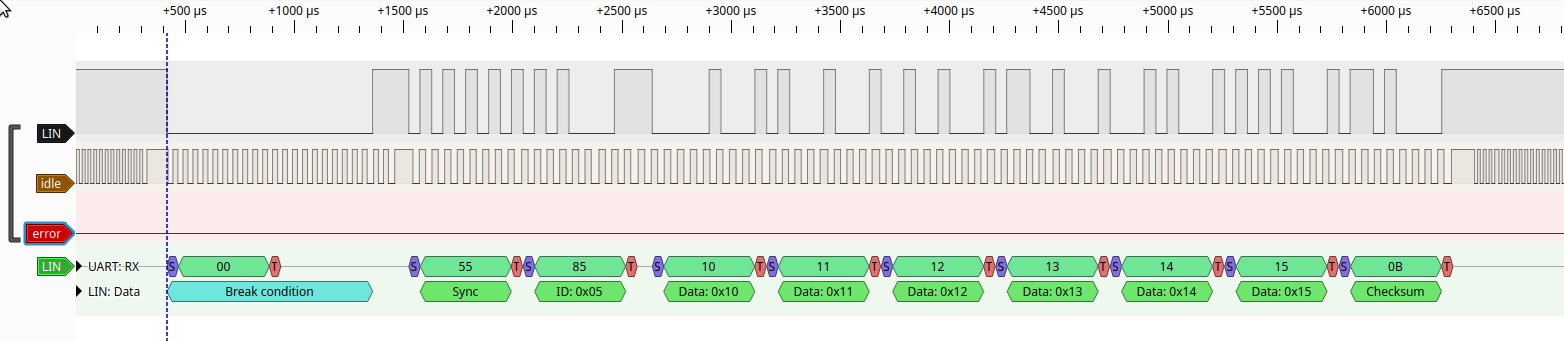 +500 µs +1000 µs +1500 µs +2000 µs +2500 µs +3000 µs +3500 µs +4000 µs +4500 µs +5000 µs +5500 µs +6000 µs +6500 µs
LIN
idle
error
LIN UART: RX S 00 T S 55 T S 85 T S 10 T S 11 T S 12 T S 13 T S 14 T S 15 T S 0B T
LIN: Data Break condition Sync ID: 0x05 Data: 0x10 Data: 0x11 Data: 0x12 Data: 0x13 Data: 0x14 Data: 0x15 Checksum